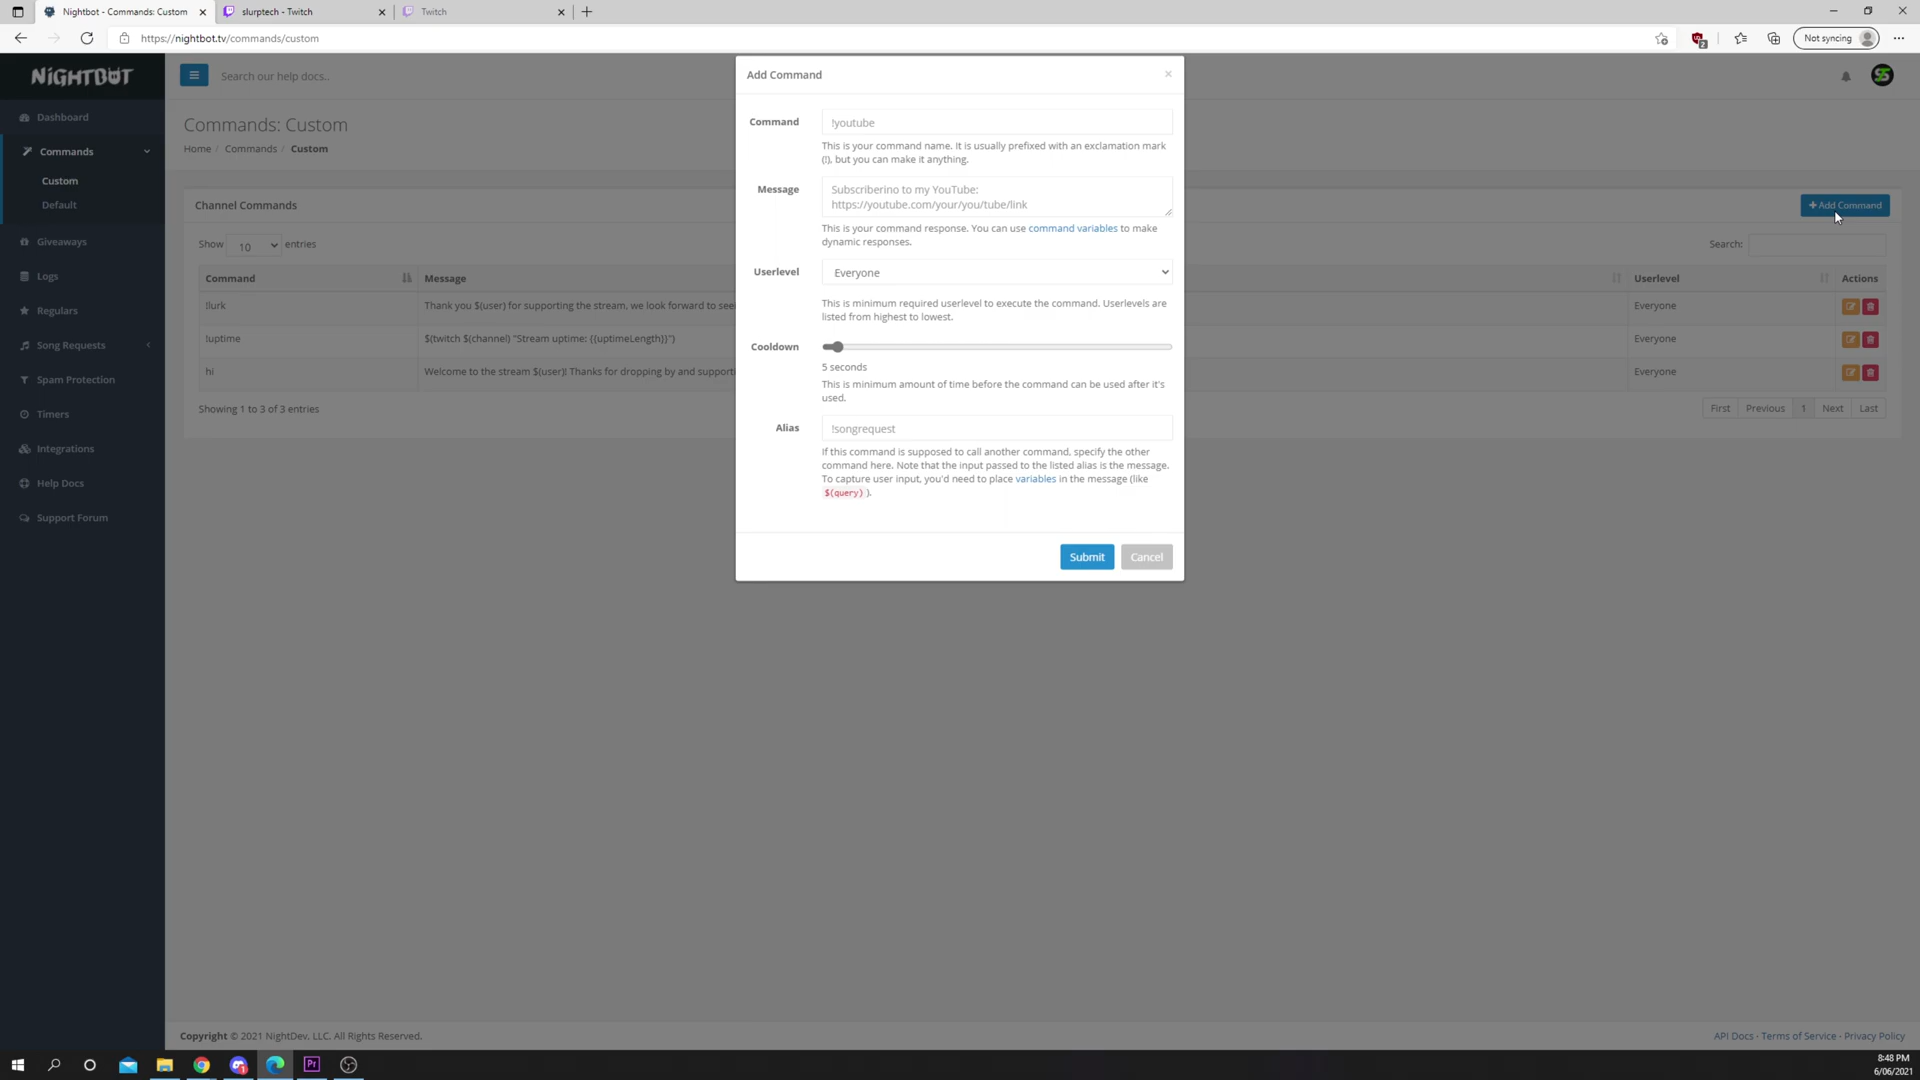 Nightbot - Commands: Custom
slurptech - Twitch
Twitch
https://nightbot.tv/commands/custom
2
Not syncing
NiGHTBOT
Search our help docs..
Dashboard
Commands
Custom
Default
Giveaways
Logs
Regulars
Song Requests
Spam Protection
Timers
Integrations
Help Docs
Support Forum
Commands: Custom
Home / Commands / Custom
Channel Commands
+ Add Command
Show 10 entries
Search:
Command Message Userlevel Actions
!lurk Thank you $(user) for supporting the stream, we look forward to see Everyone
!uptime $(twitch $(channel) "Stream uptime: {{uptimeLength}}") Everyone
hi Welcome to the stream $(user)! Thanks for dropping by and supporti Everyone
Showing 1 to 3 of 3 entries
First Previous 1 Next Last
Add Command
×
Command !youtube
This is your command name. It is usually prefixed with an exclamation mark
(!), but you can make it anything.
Message Subscriberino to my YouTube:
https://youtube.com/your/you/tube/link
This is your command response. You can use command variables to make
dynamic responses.
Userlevel Everyone
This is minimum required userlevel to execute the command. Userlevels are
listed from highest to lowest.
Cooldown
5 seconds
This is minimum amount of time before the command can be used after it's
used.
Alias !songrequest
If this command is supposed to call another command, specify the other
command here. Note that the input passed to the listed alias is the message.
To capture user input, you'd need to place variables in the message (like
$(query) ).
Submit Cancel
Copyright © 2021 NightDev, LLC. All Rights Reserved.
API Docs - Terms of Service - Privacy Policy
Pr
8:48 PM
6/06/2021